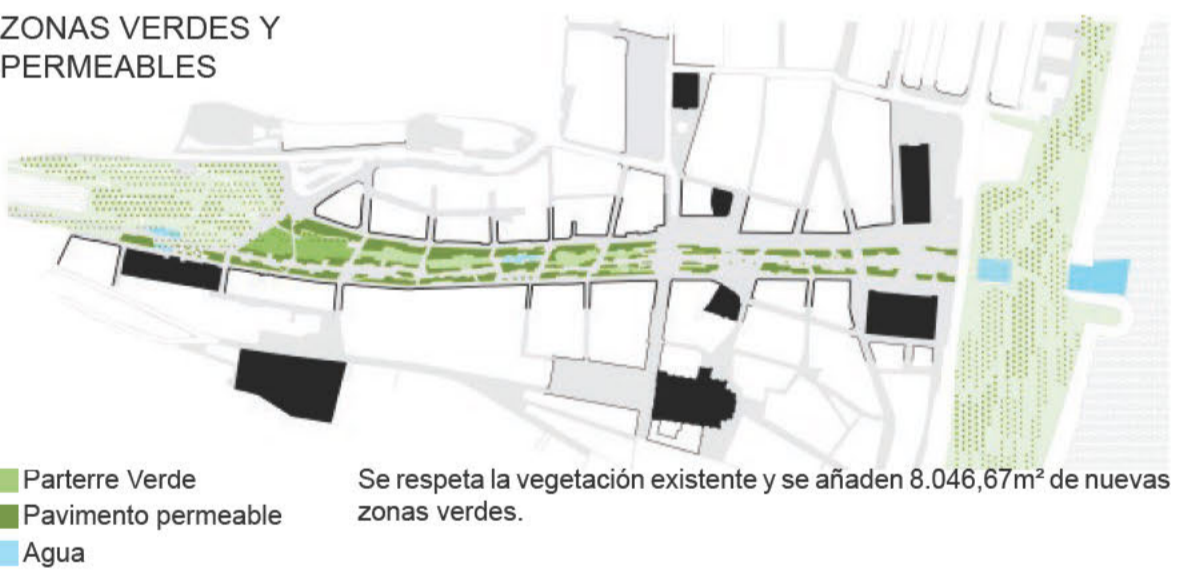 ZONAS VERDES Y
PERMEABLES
Parterre Verde
Pavimento permeable
Agua
Se respeta la vegetación existente y se añaden 8.046,67m² de nuevas
zonas verdes.